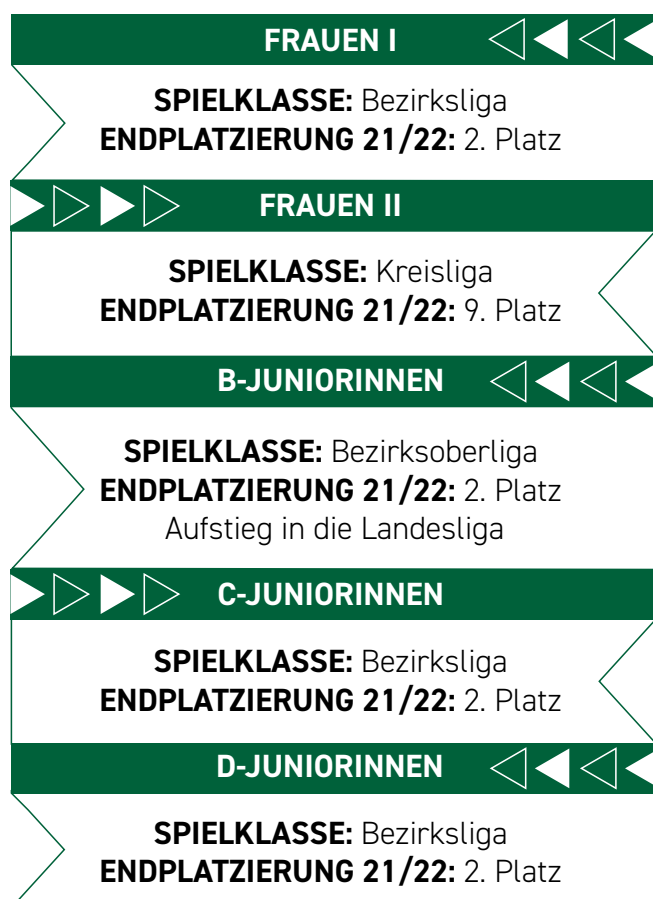 FRAUEN I
SPIELKLASSE: Bezirksliga
ENDPLATZIERUNG 21/22: 2. Platz
FRAUEN II
SPIELKLASSE: Kreisliga
ENDPLATZIERUNG 21/22: 9. Platz
B-JUNIORINNEN
SPIELKLASSE: Bezirksoberliga
ENDPLATZIERUNG 21/22: 2. Platz
Aufstieg in die Landesliga
C-JUNIORINNEN
SPIELKLASSE: Bezirksliga
ENDPLATZIERUNG 21/22: 2. Platz
D-JUNIORINNEN
SPIELKLASSE: Bezirksliga
ENDPLATZIERUNG 21/22: 2. Platz